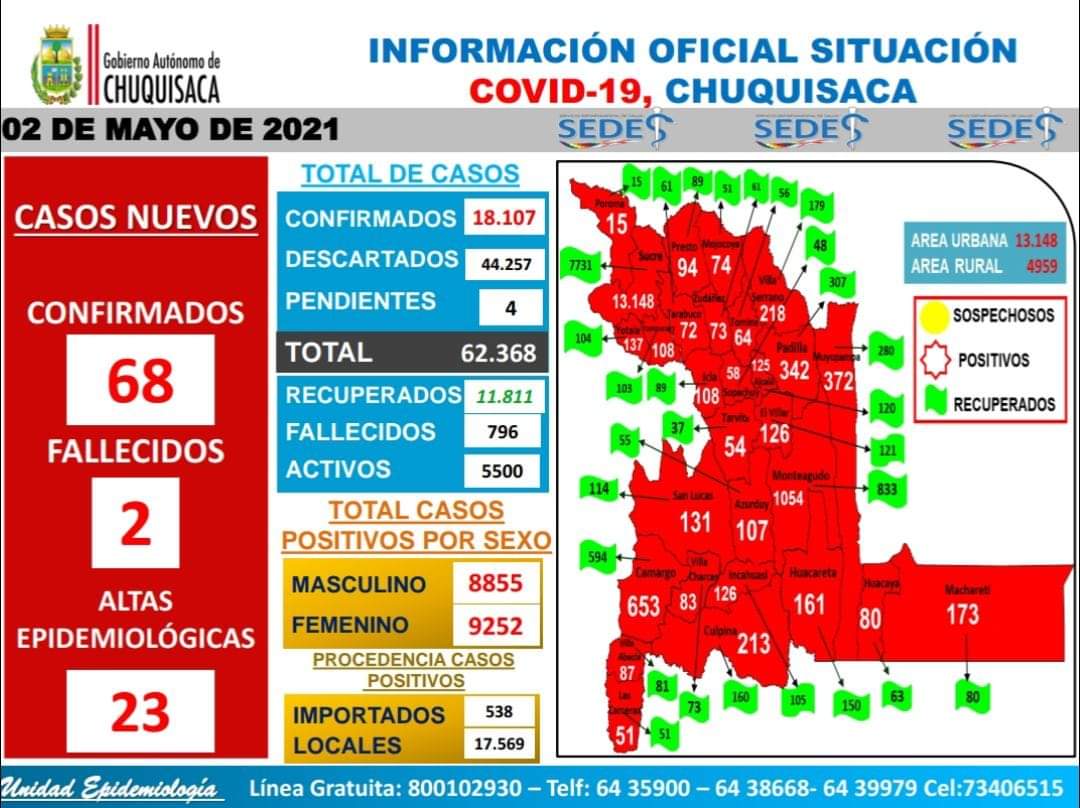 Gobierno Autónomo de
CHUQUISACA
INFORMACIÓN OFICIAL SITUACIÓN
COVID-19, CHUQUISACA
02 DE MAYO DE 2021
SEDES
SEDES
SEDES
CASOS NUEVOS
CONFIRMADOS
68
FALLECIDOS
2
ALTAS
EPIDEMIOLÓGICAS
23
TOTAL DE CASOS
CONFIRMADOS 18.107
DESCARTADOS 44.257
PENDIENTES 4
TOTAL 62.368
RECUPERADOS 11.811
FALLECIDOS 796
ACTIVOS 5500
TOTAL CASOS
POSITIVOS POR SEXO
MASCULINO 8855
FEMENINO 9252
PROCEDENCIA CASOS
POSITIVOS
IMPORTADOS 538
LOCALES 17.569
AREA URBANA 13.148
AREA RURAL 4959
SOSPECHOSOS
POSITIVOS
RECUPERADOS
15
61
89
51
61
56
179
48
307
7731
104
103
89
280
120
121
833
37
55
114
594
81
51
73
160
105
150
63
80
Poroma
15
Sucre
13.148
Presto
94
Mojocoya
74
Villa
Serrano
218
Zudáñez
73
Tarabuco
72
Tomina
64
Yotala
137
108
Padilla
342
Muyupampa
372
Icla
108
Sopachuy
58
Alcalá
125
Tarvita
54
El Villar
126
Monteagudo
1054
San Lucas
131
Azurduy
107
Camargo
653
Villa
Charcas
83
Incahuasi
126
Huacareta
161
Huacaya
80
Machareti
173
Culpina
213
Villa
Abecia
87
Las
Carreras
51
Unidad Epidemiología
Línea Gratuita: 800102930 – Telf: 64 35900 – 64 38668- 64 39979 Cel:73406515